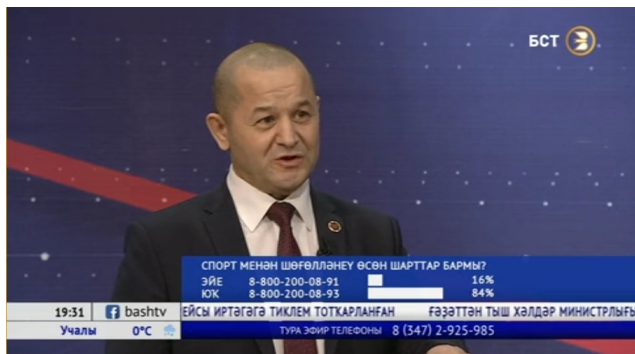 БСТ
СПОРТ МЕНӘН ШӨҒӨЛЛӘНЕҮ ӨСӨН ШАРТТАР БАРМЫ?
ЭЙЕ 8-800-200-08-91 16%
ЮҠ 8-800-200-08-93 84%
19:31 bashtv ЕЙСЫ ИРТӘГӘГӘ ТИКЛЕМ ТОТКАРЛАНҒАН ҒӘҘӘТТӘН ТЫШ ХӘЛДӘР МИНИСТРЛЫҒЫ
Учалы 0°C ТУРА ЭФИР ТЕЛЕФОНЫ 8 (347) 2-925-985